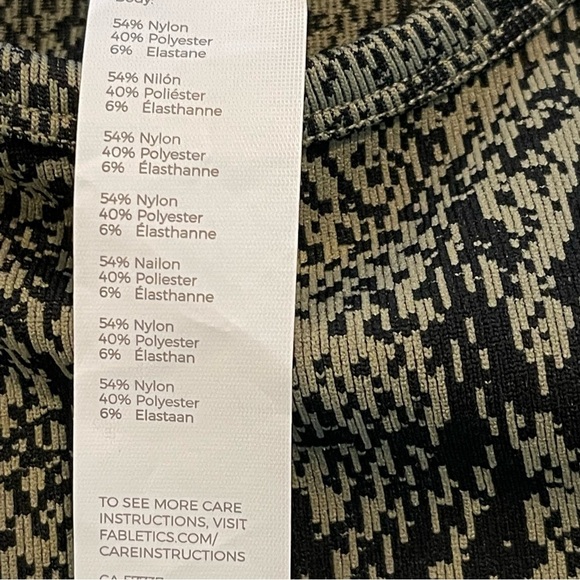 Body:
54% Nylon
40% Polyester
6% Elastane
54% Nilón
40% Poliéster
6% Élasthanne
54% Nylon
40% Polyester
6% Élasthanne
54% Nylon
40% Polyester
6% Élasthanne
54% Nailon
40% Poliester
6% Élasthanne
54% Nylon
40% Polyester
6% Élasthan
54% Nylon
40% Polyester
6% Elastaan
TO SEE MORE CARE
INSTRUCTIONS, VISIT
FABLETICS.COM/
CAREINSTRUCTIONS